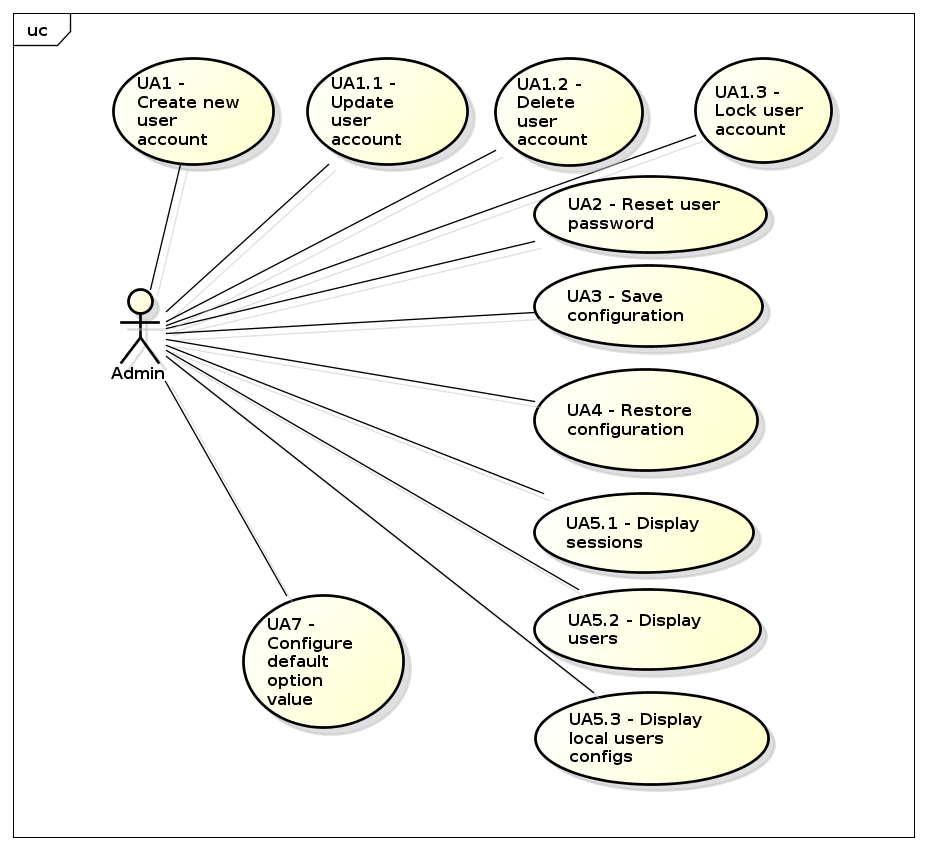 uc
UA1 -
Create new
user
account
UA1.1 -
Update
user
account
UA1.2 -
Delete
user
account
UA1.3 -
Lock user
account
UA2 - Reset user
password
UA3 - Save
configuration
Admin
UA4 - Restore
configuration
UA5.1 - Display
sessions
UA5.2 - Display
users
UA7 -
Configure
default
option
value
UA5.3 - Display
local users
configs